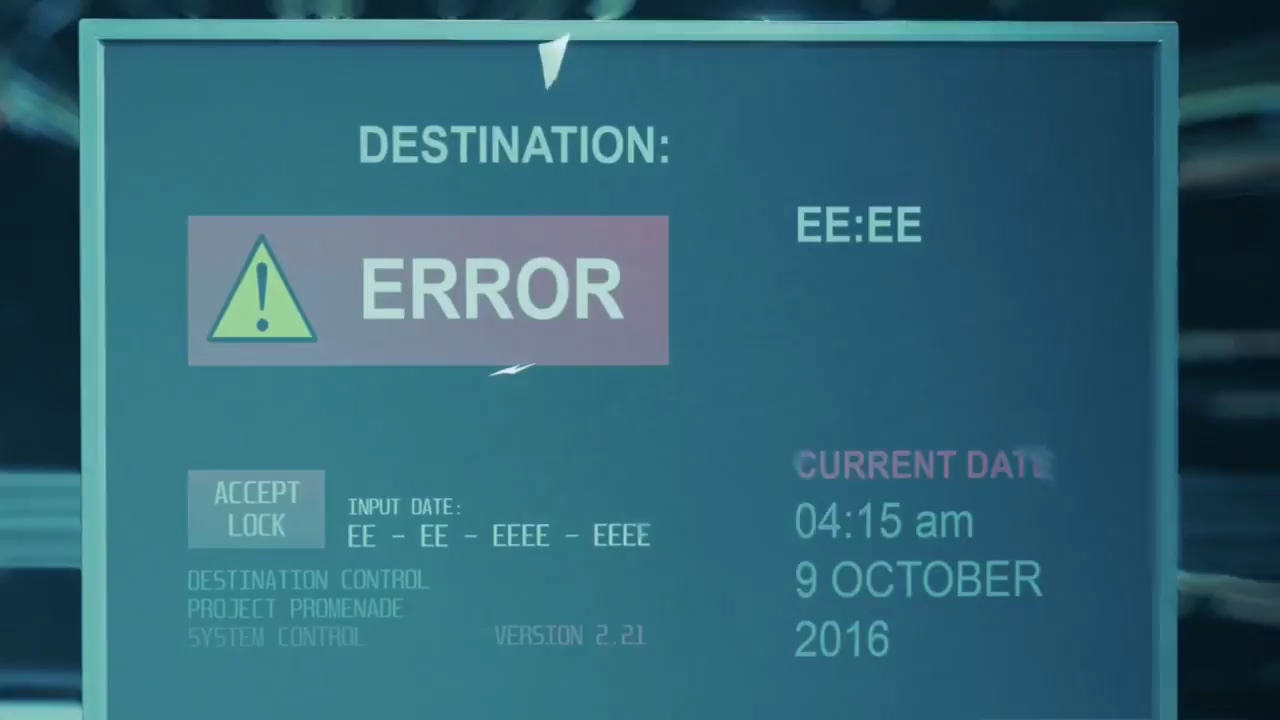 DESTINATION:
ERROR
EE:EE
ACCEPT
LOCK
INPUT DATE:
EE - EE - EEEE - EEEE
DESTINATION CONTROL
PROJECT PROMENADE
SYSTEM CONTROL
VERSION 2.21
CURRENT DATE
04:15 am
9 OCTOBER
2016